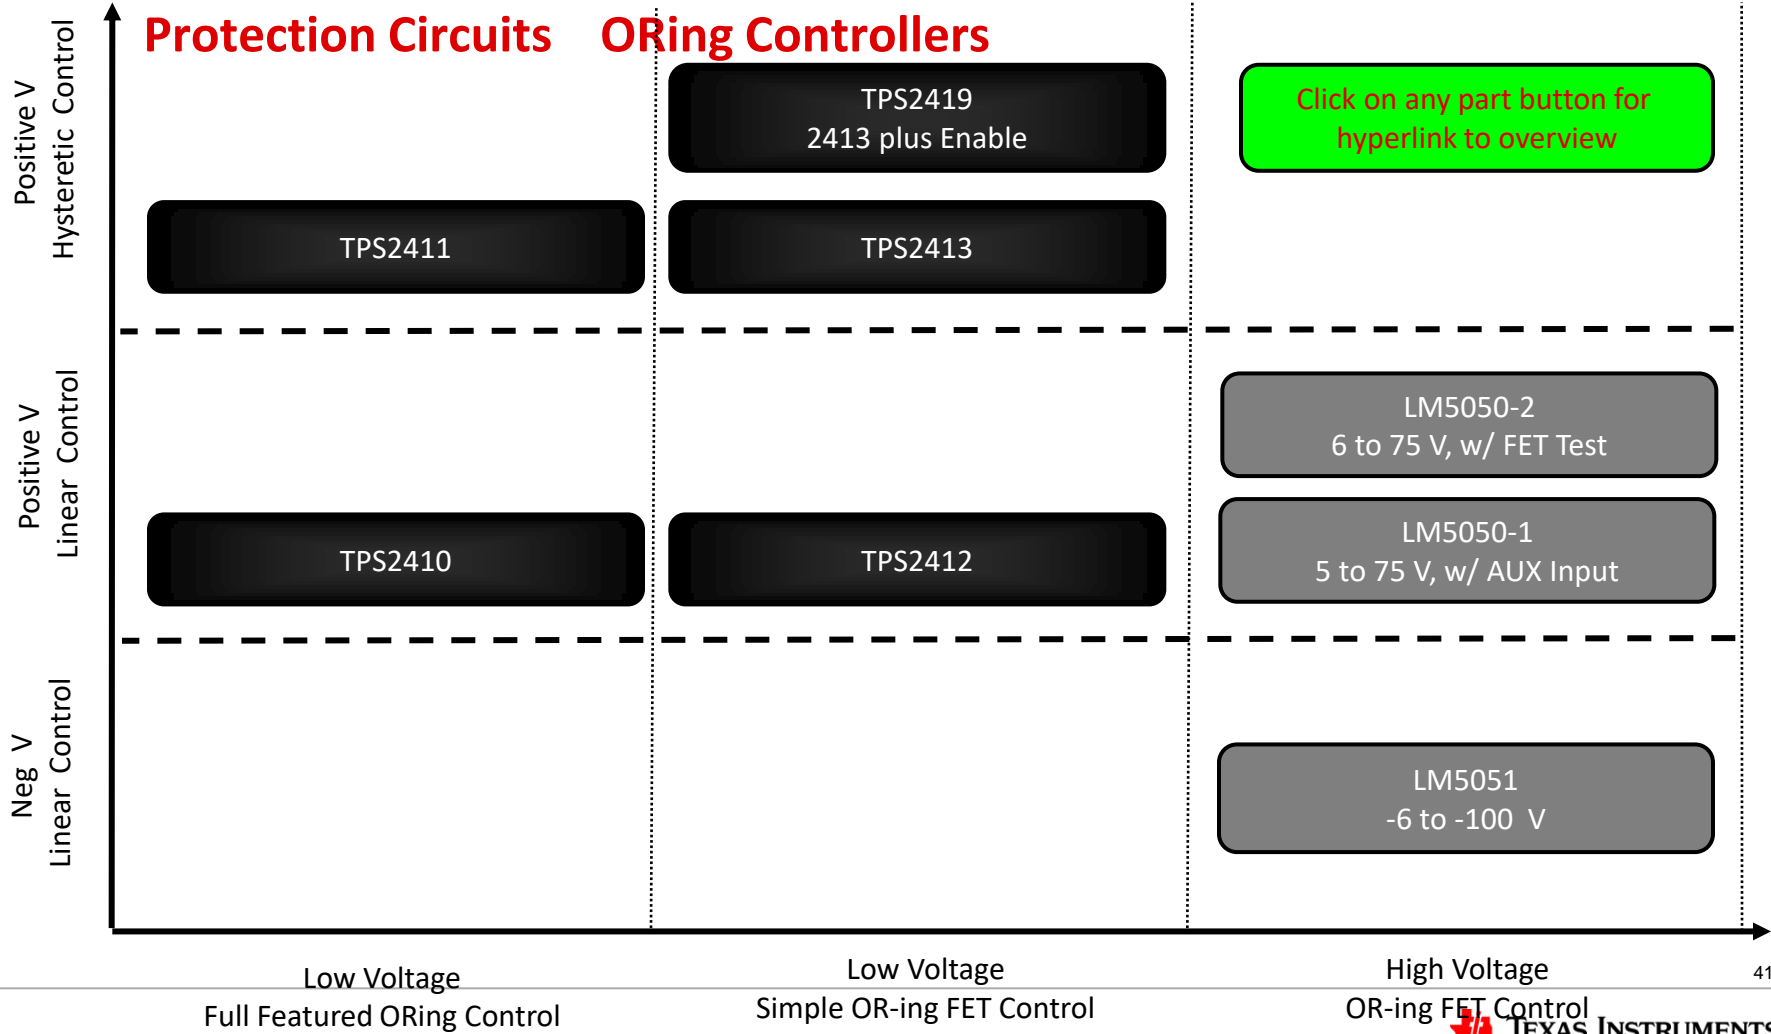 Protection Circuits ORing Controllers
Positive V
Hysteretic Control
TPS2419
2413 plus Enable
Click on any part button for
hyperlink to overview
TPS2411
TPS2413
Positive V
Linear Control
LM5050-2
6 to 75 V, w/ FET Test
TPS2410
TPS2412
LM5050-1
5 to 75 V, w/ AUX Input
Neg V
Linear Control
LM5051
-6 to -100 V
Low Voltage
Full Featured ORing Control
Low Voltage
Simple OR-ing FET Control
High Voltage
OR-ing FET Control
41
TEXAS INSTRUMENTS